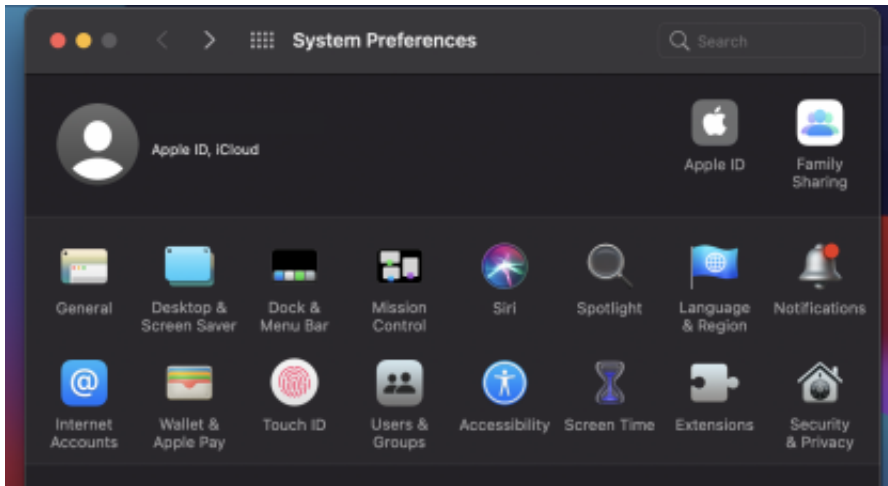 System Preferences
Search
Apple ID, iCloud
Apple ID
Family
Sharing
General
Desktop &
Screen Saver
Dock &
Menu Bar
Mission
Control
Siri
Spotlight
Language
& Region
Notifications
Internet
Accounts
Wallet &
Apple Pay
Touch ID
Users &
Groups
Accessibility
Screen Time
Extensions
Security
& Privacy